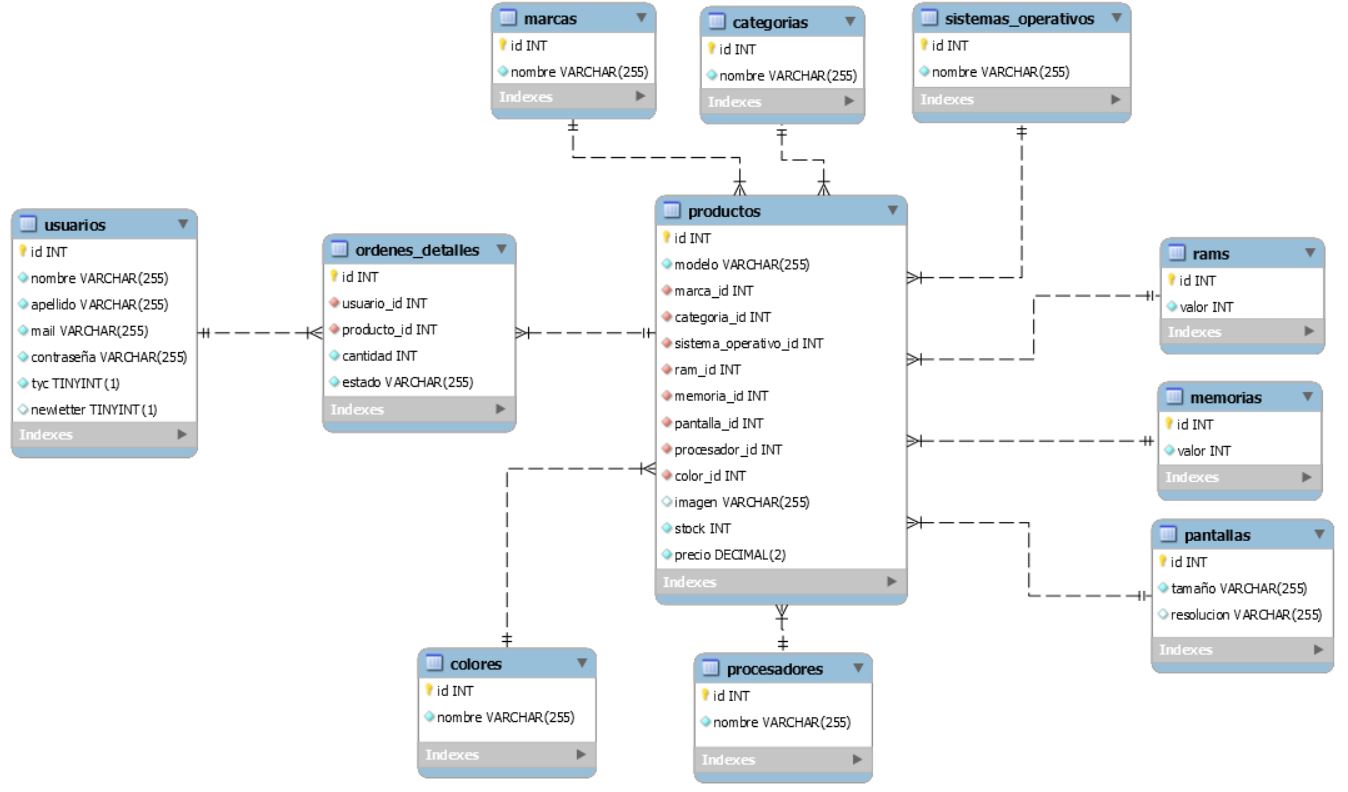 marcas
id INT
nombre VARCHAR(255)
Indexes
categorias
id INT
nombre VARCHAR(255)
Indexes
sistemas_operativos
id INT
nombre VARCHAR(255)
Indexes
usuarios
id INT
nombre VARCHAR(255)
apellido VARCHAR(255)
mail VARCHAR(255)
contraseña VARCHAR(255)
tyc TINYINT(1)
newletter TINYINT(1)
Indexes
ordenes_detalles
id INT
usuario_id INT
producto_id INT
cantidad INT
estado VARCHAR(255)
Indexes
productos
id INT
modelo VARCHAR(255)
marca_id INT
categoria_id INT
sistema_operativo_id INT
ram_id INT
memoria_id INT
pantalla_id INT
procesador_id INT
color_id INT
imagen VARCHAR(255)
stock INT
precio DECIMAL(2)
Indexes
rams
id INT
valor INT
Indexes
memorias
id INT
valor INT
Indexes
pantallas
id INT
tamaño VARCHAR(255)
resolucion VARCHAR(255)
Indexes
colores
id INT
nombre VARCHAR(255)
Indexes
procesadores
id INT
nombre VARCHAR(255)
Indexes